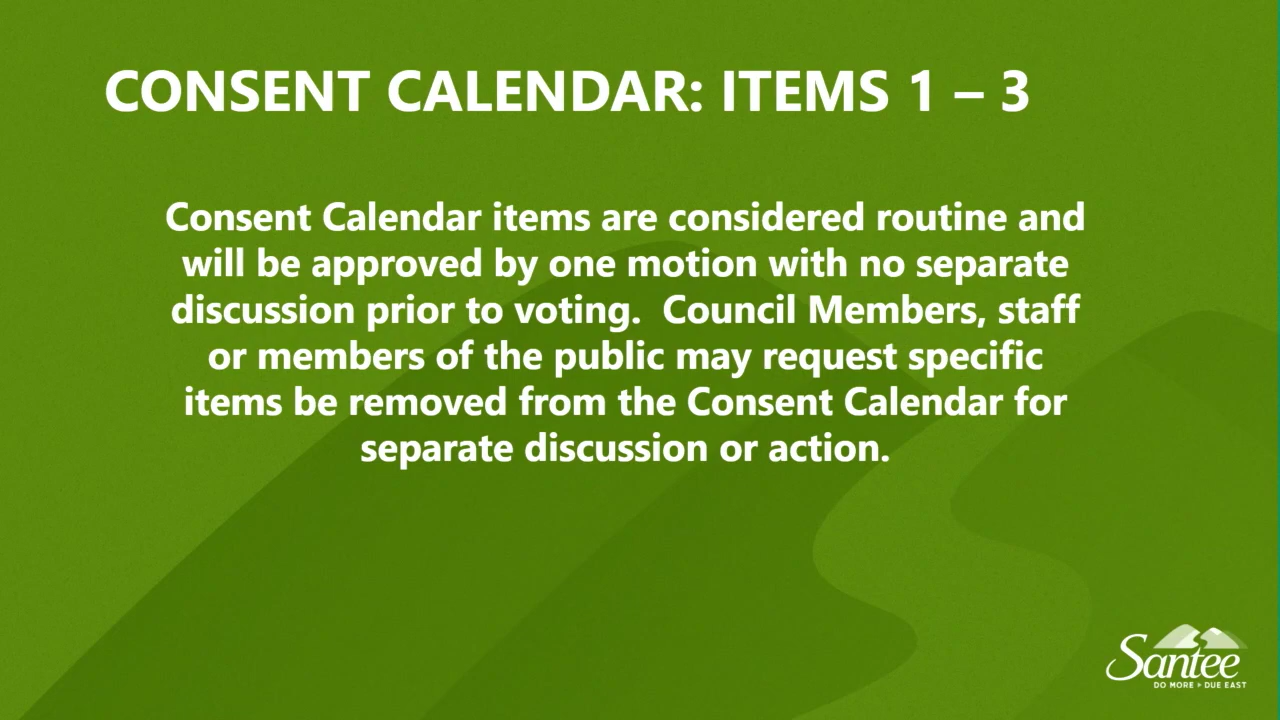 CONSENT CALENDAR: ITEMS 1 – 3
Consent Calendar items are considered routine and
will be approved by one motion with no separate
discussion prior to voting.  Council Members, staff
or members of the public may request specific
items be removed from the Consent Calendar for
separate discussion or action.
Santee
DO MORE ▸ DUE EAST